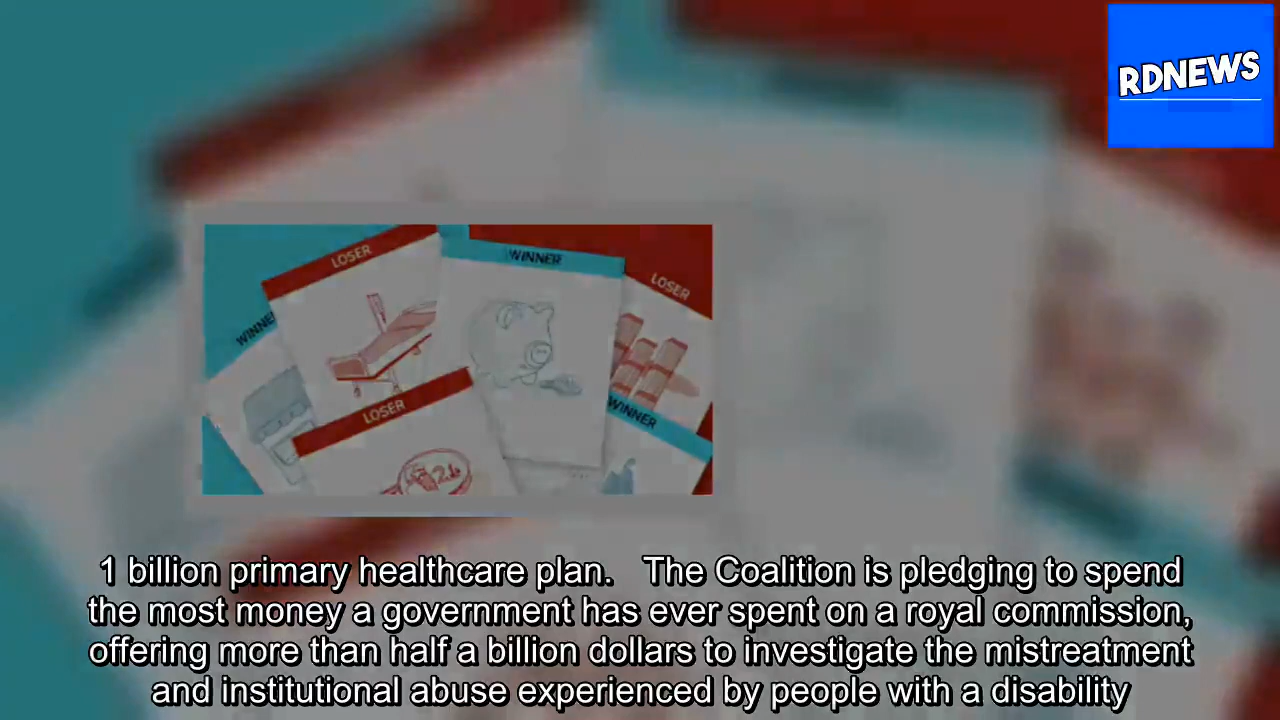 RDNEWS
LOSER
WINNER
LOSER
WINNER
LOSER
WINNER
1 billion primary healthcare plan. The Coalition is pledging to spend
the most money a government has ever spent on a royal commission,
offering more than half a billion dollars to investigate the mistreatment
and institutional abuse experienced by people with a disability